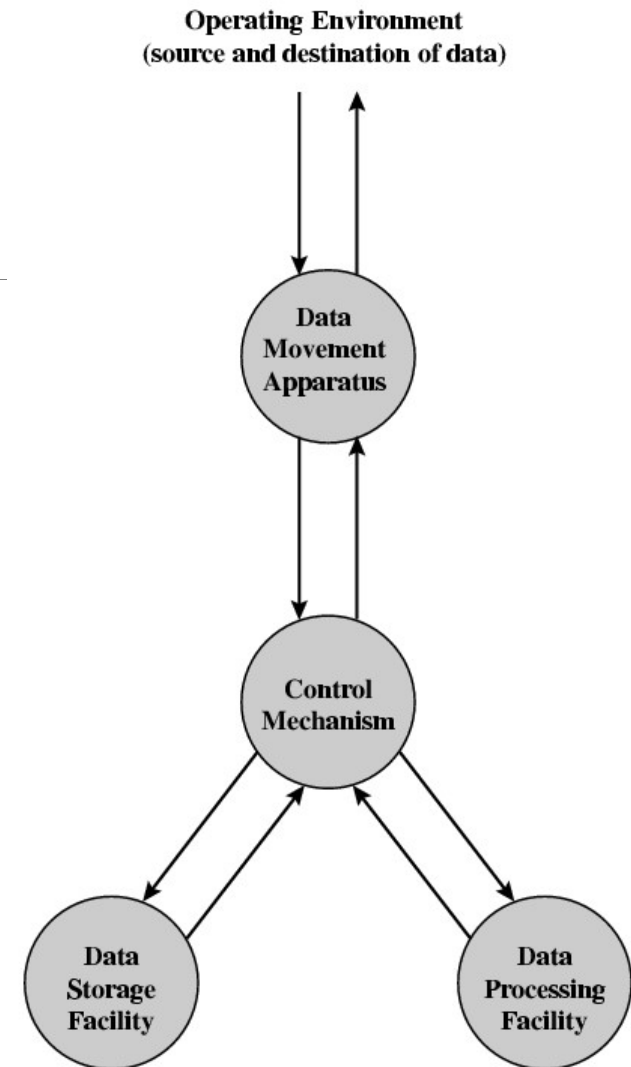 Operating Environment
(source and destination of data)
Data
Movement
Apparatus
Control
Mechanism
Data
Storage
Facility
Data
Processing
Facility